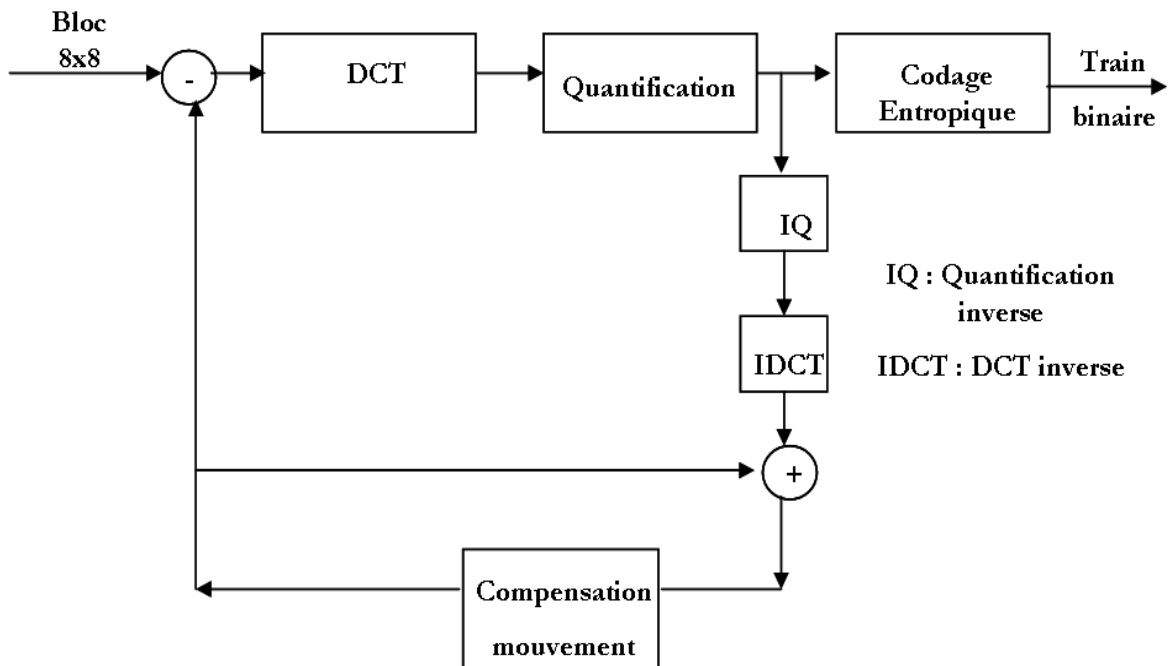 Bloc
8x8
-
DCT
Quantification
Codage
Entropique
Train
binaire
IQ
IQ : Quantification
inverse
IDCT
IDCT : DCT inverse
+
Compensation
mouvement